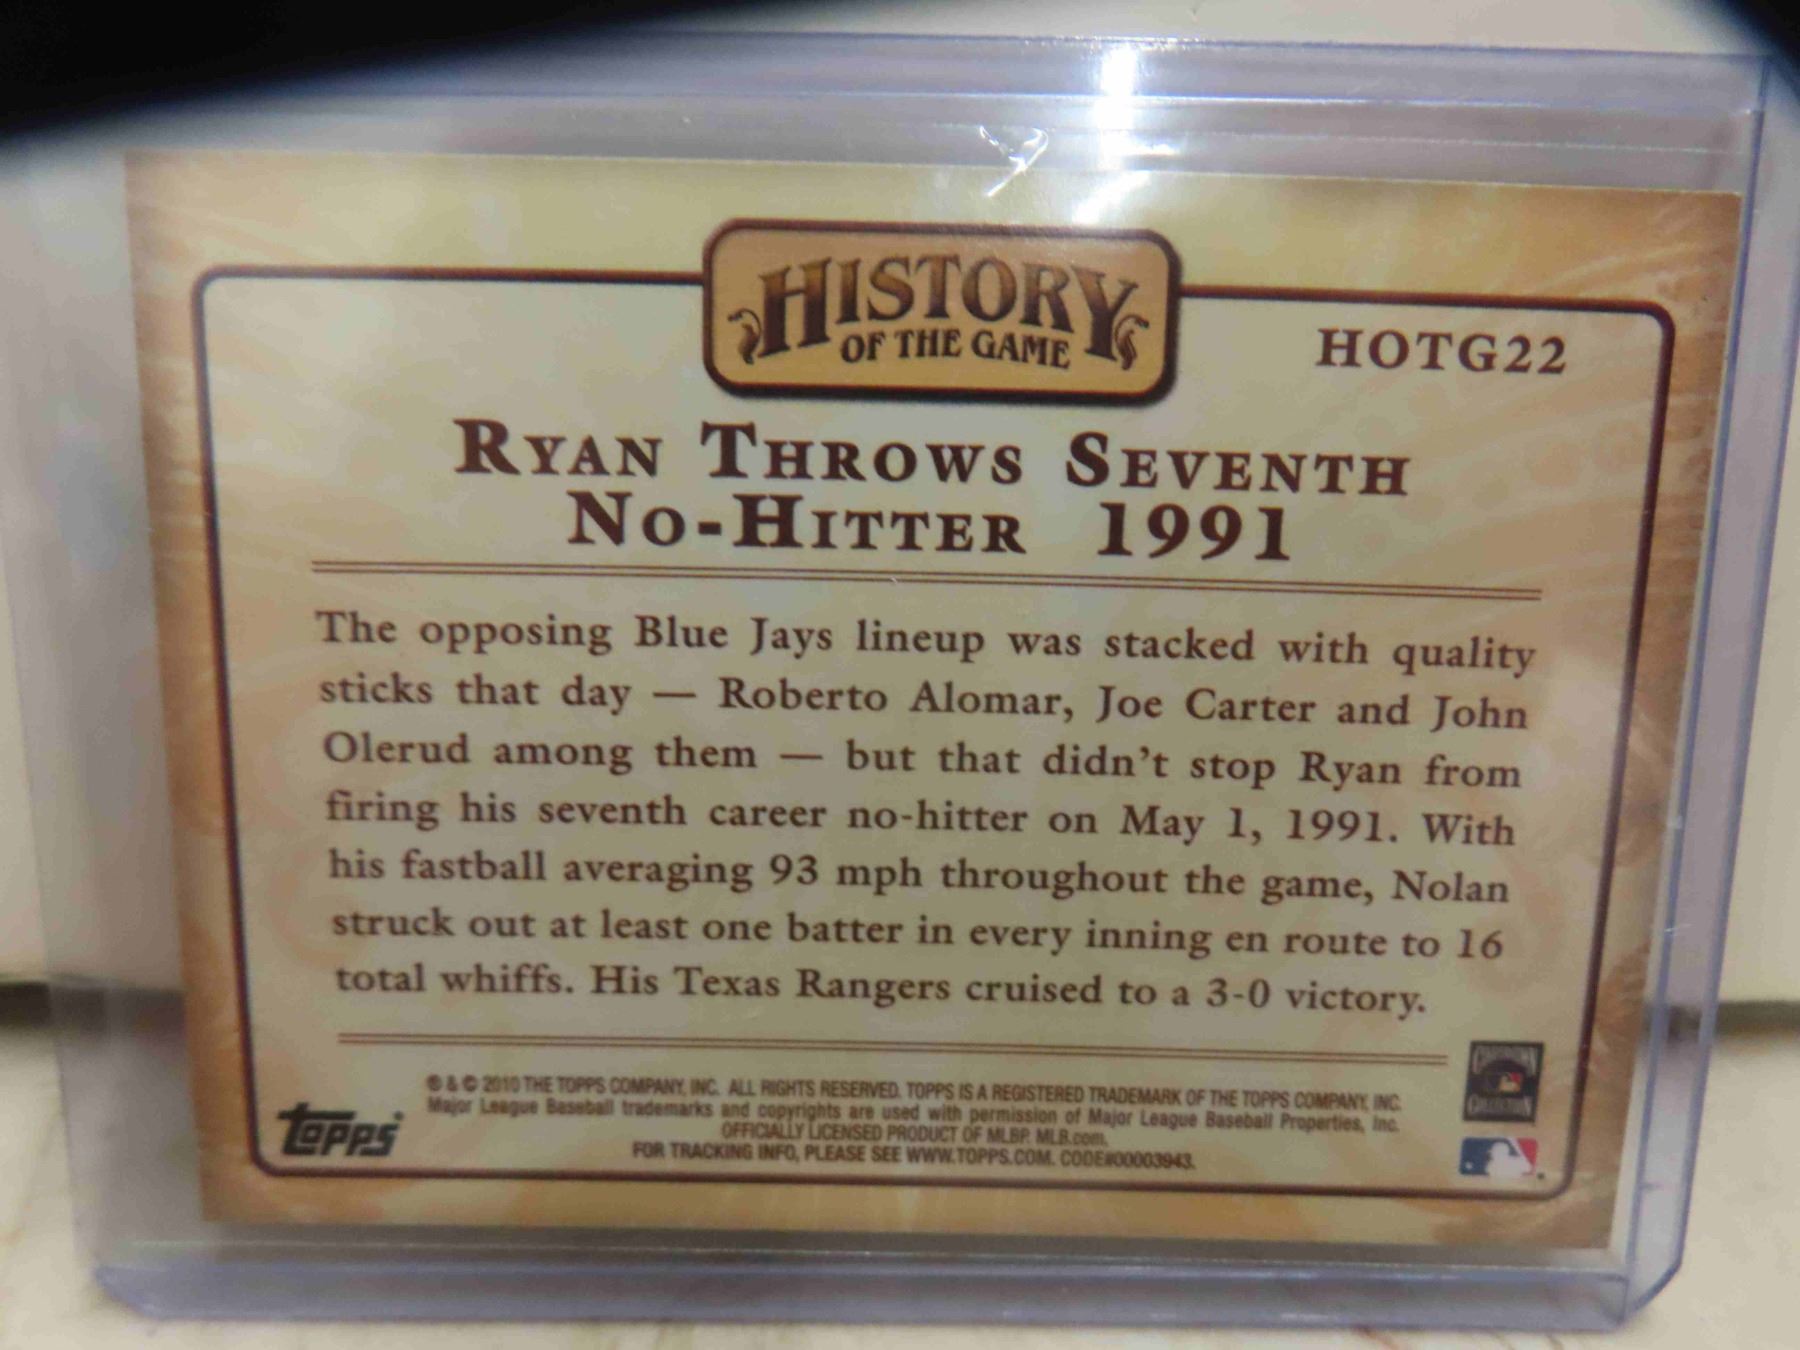 HISTORY
OF THE GAME
HOTG22
RYAN THROWS SEVENTH
NO-HITTER 1991
The opposing Blue Jays lineup was stacked with quality
sticks that day — Roberto Alomar, Joe Carter and John
Olerud among them — but that didn't stop Ryan from
firing his seventh career no-hitter on May 1, 1991. With
his fastball averaging 93 mph throughout the game, Nolan
struck out at least one batter in every inning en route to 16
total whiffs. His Texas Rangers cruised to a 3-0 victory.
® & © 2010 THE TOPPS COMPANY, INC. ALL RIGHTS RESERVED. TOPPS IS A REGISTERED TRADEMARK OF THE TOPPS COMPANY, INC.
Major League Baseball trademarks and copyrights are used with permission of Major League Baseball Properties, Inc.
OFFICIALLY LICENSED PRODUCT OF MLBP. MLB.com.
FOR TRACKING INFO, PLEASE SEE WWW.TOPPS.COM. CODE#00003943.
topps
COLLECTION